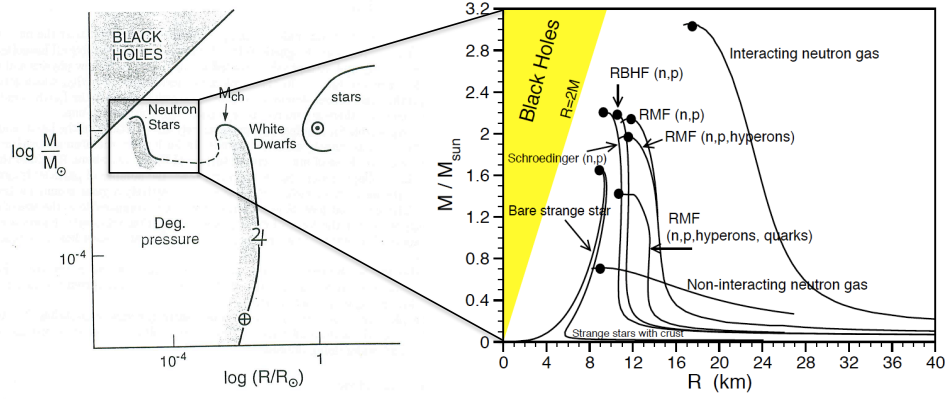 BLACK
HOLES
M_ch
Neutron
Stars
White
Dwarfs
stars
log M/M☉
1
10^-4
Deg.
pressure
♃
⊕
10^-4
1
log (R/R☉)
3.2
2.8
2.4
2
1.6
1.2
0.8
0.4
0
M / M_sun
Black Holes
R=2M
Interacting neutron gas
RBHF (n,p)
RMF (n,p)
RMF (n,p,hyperons)
Schroedinger (n,p)
Bare strange star
RMF
(n,p,hyperons, quarks)
Non-interacting neutron gas
Strange stars with crust
0 4 8 12 16 20 24 28 32 36 40
R (km)